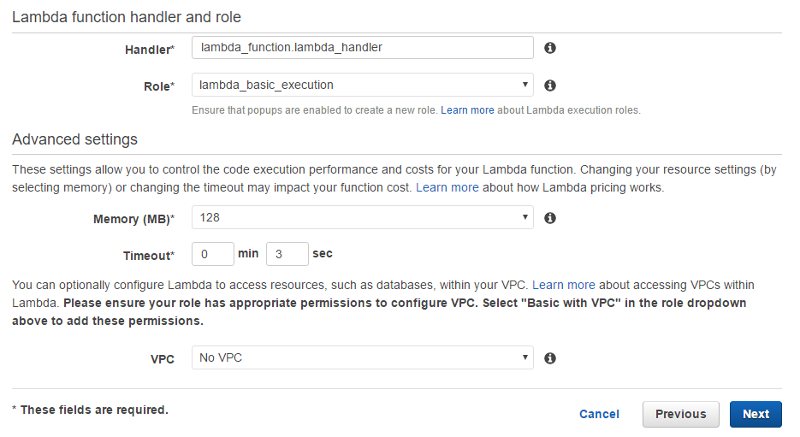 Lambda function handler and role
Handler* lambda_function.lambda_handler
Role* lambda_basic_execution
Ensure that popups are enabled to create a new role. Learn more about Lambda execution roles.
Advanced settings
These settings allow you to control the code execution performance and costs for your Lambda function. Changing your resource settings (by
selecting memory) or changing the timeout may impact your function cost. Learn more about how Lambda pricing works.
Memory (MB)* 128
Timeout* 0 min 3 sec
You can optionally configure Lambda to access resources, such as databases, within your VPC. Learn more about accessing VPCs within
Lambda. Please ensure your role has appropriate permissions to configure VPC. Select "Basic with VPC" in the role dropdown
above to add these permissions.
VPC No VPC
* These fields are required. Cancel Previous Next